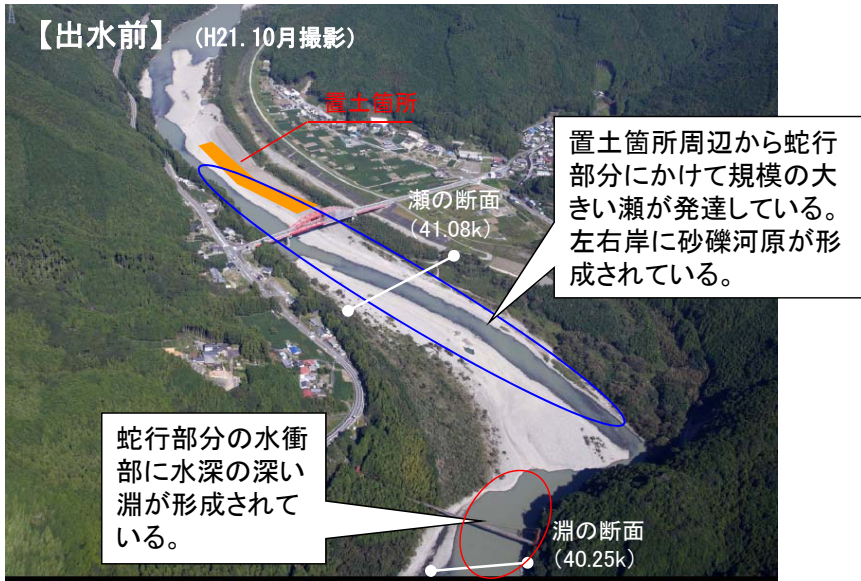 【出水前】 (H21.10月撮影)
置土箇所
置土箇所周辺から蛇行
部分にかけて規模の大
きい瀬が発達している。
左右岸に砂礫河原が形
成されている。
瀬の断面
(41.08k)
蛇行部分の水衝
部に水深の深い
淵が形成されて
いる。
淵の断面
(40.25k)